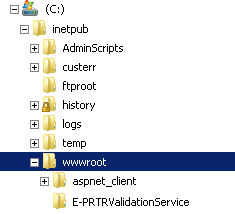 (C:)
inetpub
AdminScripts
custerr
ftproot
history
logs
temp
wwwroot
aspnet_client
E-PRTRValidationService